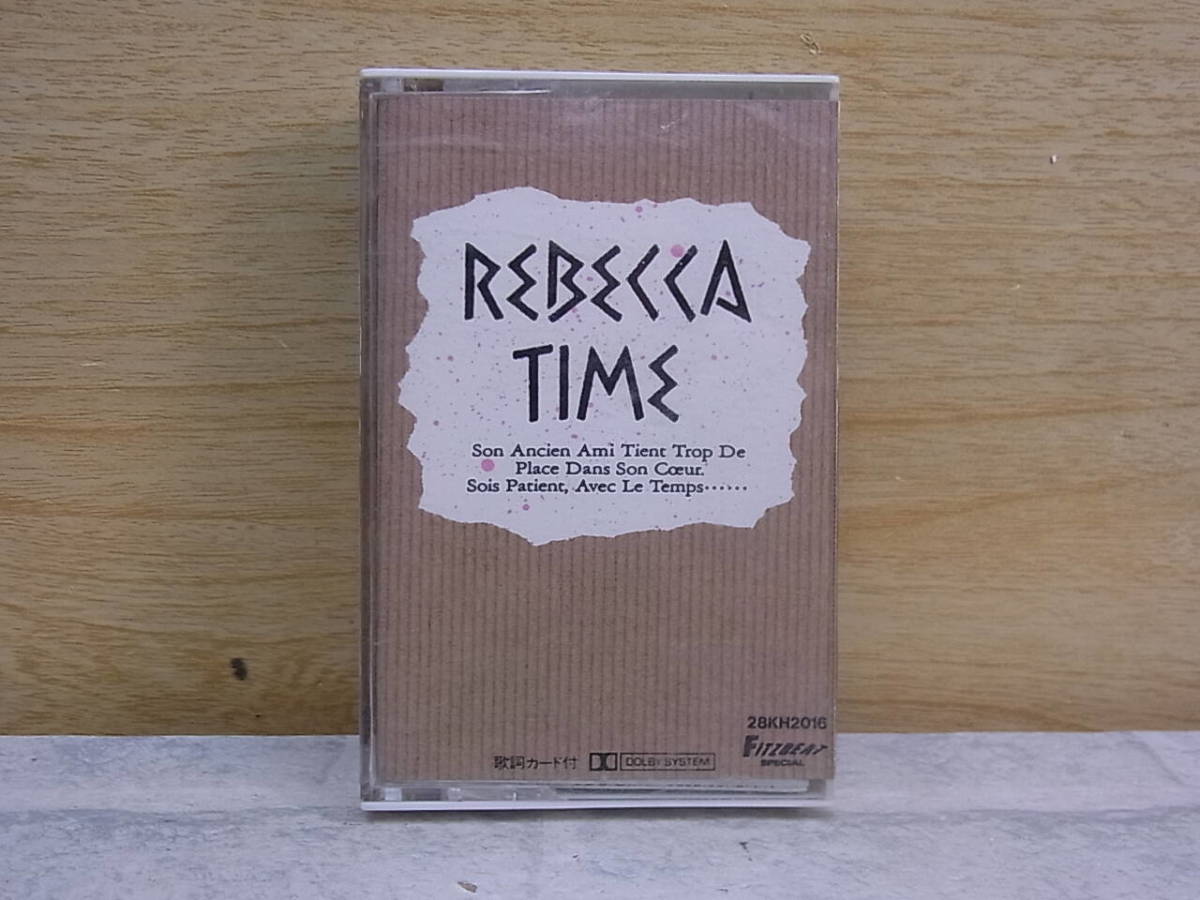 REBECCA
TIME
Son Ancien Ami Tient Trop De
Place Dans Son Cœur.
Sois Patient, Avec Le Temps……
28KH2016
FITZBEAT
SPECIAL
歌詞カード付 DOLBY SYSTEM